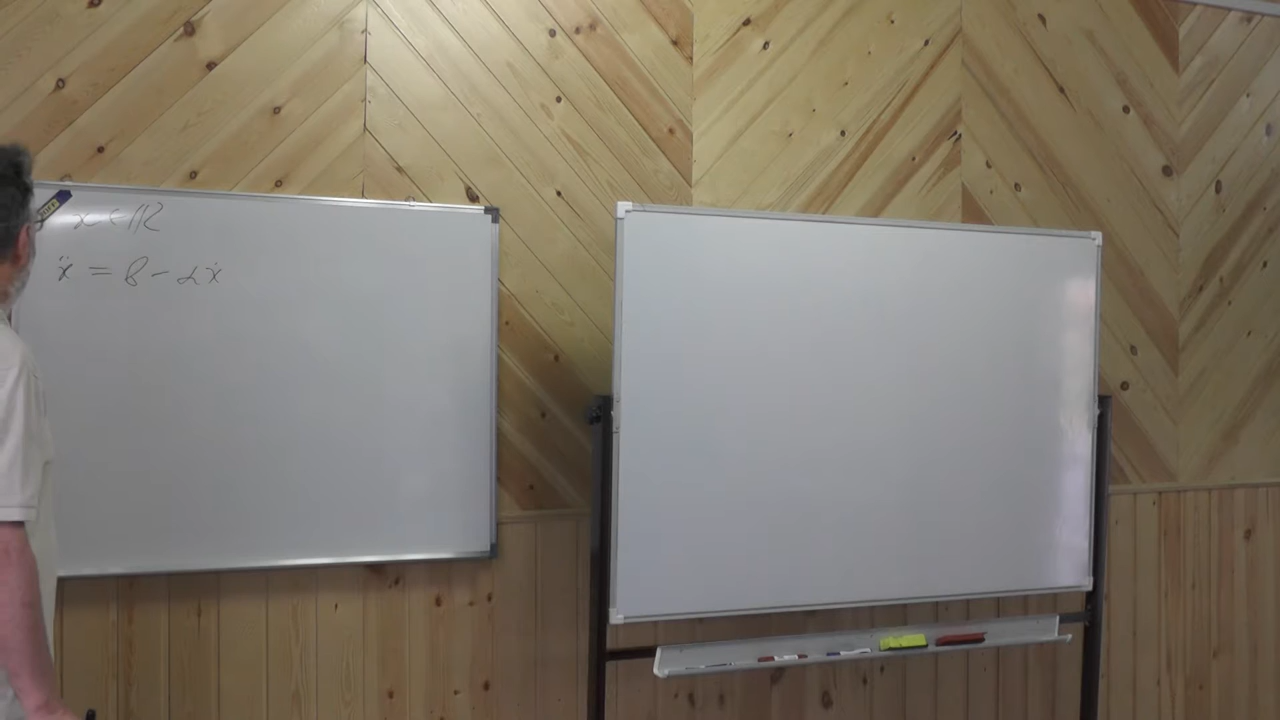 x ∈ ℝ
ẍ = β − αẋ